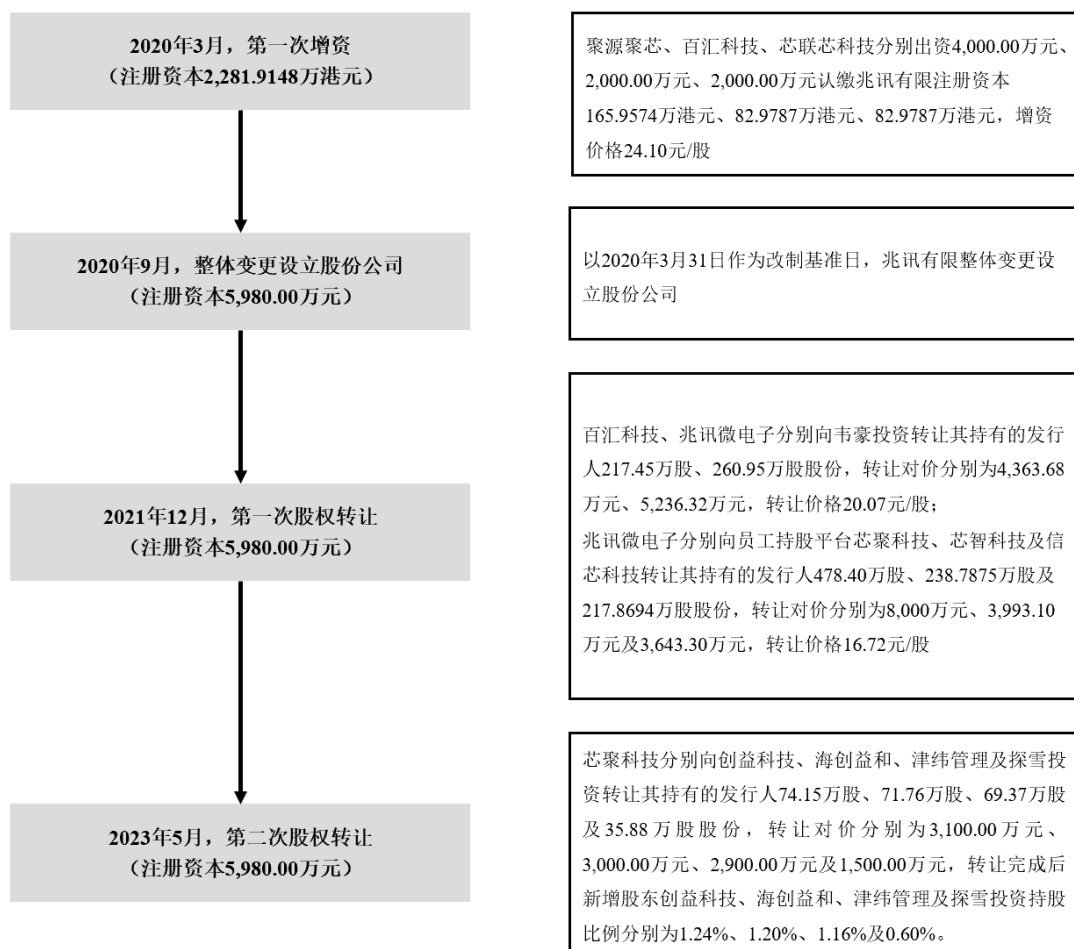 2020年3月，第一次增资
（注册资本2,281.9148万港元）
聚源聚芯、百汇科技、芯联芯科技分别出资4,000.00万元、
2,000.00万元、2,000.00万元认缴兆讯有限注册资本
165.9574万港元、82.9787万港元、82.9787万港元，增资
价格24.10元/股
2020年9月，整体变更设立股份公司
（注册资本5,980.00万元）
以2020年3月31日作为改制基准日，兆讯有限整体变更设
立股份公司
2021年12月，第一次股权转让
（注册资本5,980.00万元）
百汇科技、兆讯微电子分别向韦豪投资转让其持有的发行
人217.45万股、260.95万股股份，转让对价分别为4,363.68
万元、5,236.32万元，转让价格20.07元/股；
兆讯微电子分别向员工持股平台芯聚科技、芯智科技及信
芯科技转让其持有的发行人478.40万股、238.7875万股及
217.8694万股股份，转让对价分别为8,000万元、3,993.10
万元及3,643.30万元，转让价格16.72元/股
2023年5月，第二次股权转让
（注册资本5,980.00万元）
芯聚科技分别向创益科技、海创益和、津纬管理及探雪投
资转让其持有的发行人74.15万股、71.76万股、69.37万股
及35.88万股股份，转让对价分别为3,100.00万元、
3,000.00万元、2,900.00万元及1,500.00万元，转让完成后
新增股东创益科技、海创益和、津纬管理及探雪投资持股
比例分别为1.24%、1.20%、1.16%及0.60%。